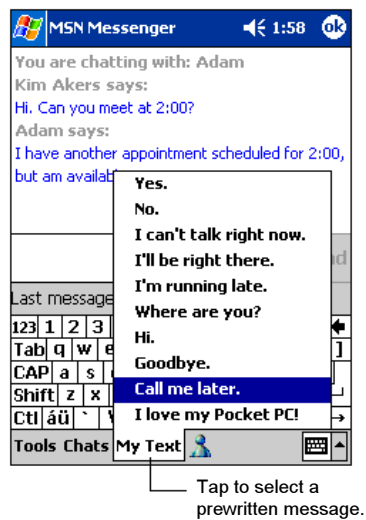 MSN Messenger 1:58 ok
You are chatting with: Adam
Kim Akers says:
Hi. Can you meet at 2:00?
Adam says:
I have another appointment scheduled for 2:00,
but am availab
Yes.
No.
I can't talk right now.
I'll be right there.
I'm running late.
Where are you?
Hi.
Goodbye.
Call me later.
I love my Pocket PC!
nd
Last message
123 1 2 3
Tab q w e ]
CAP a s
Shift z x
Ctl áü `
Tools Chats My Text
Tap to select a
prewritten message.